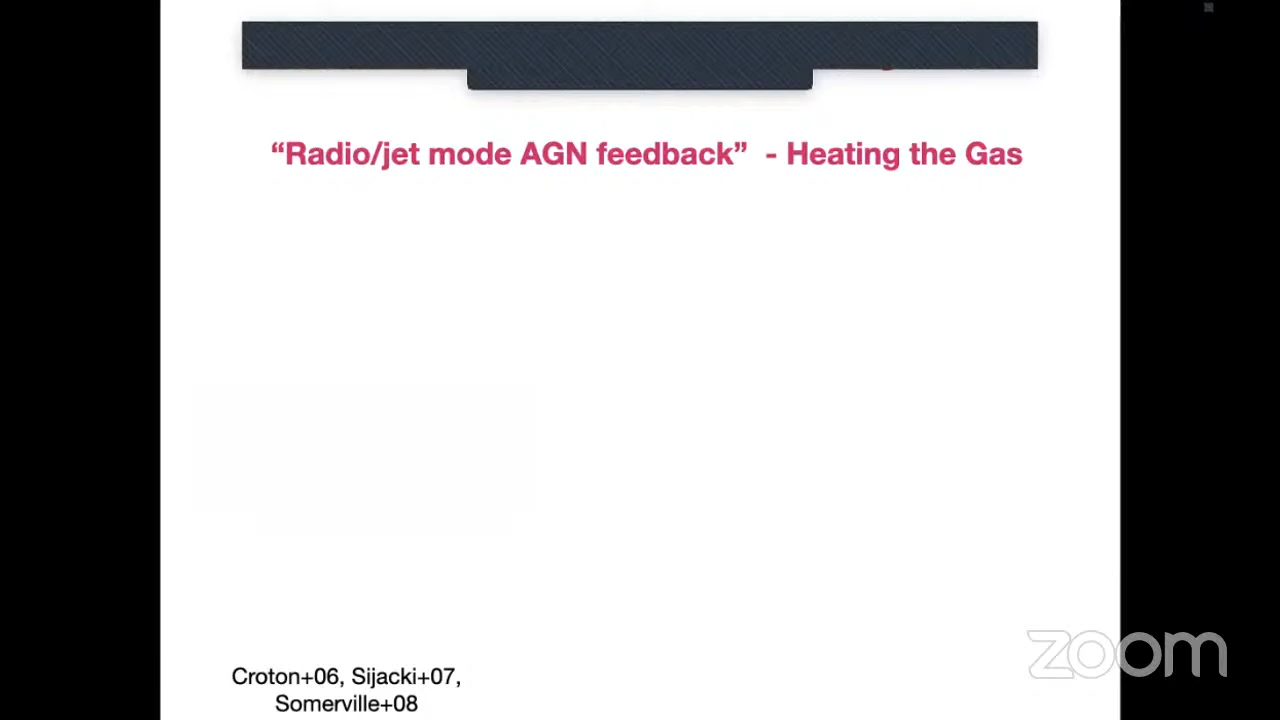 “Radio/jet mode AGN feedback”  - Heating the Gas
zoom
Croton+06, Sijacki+07,
Somerville+08